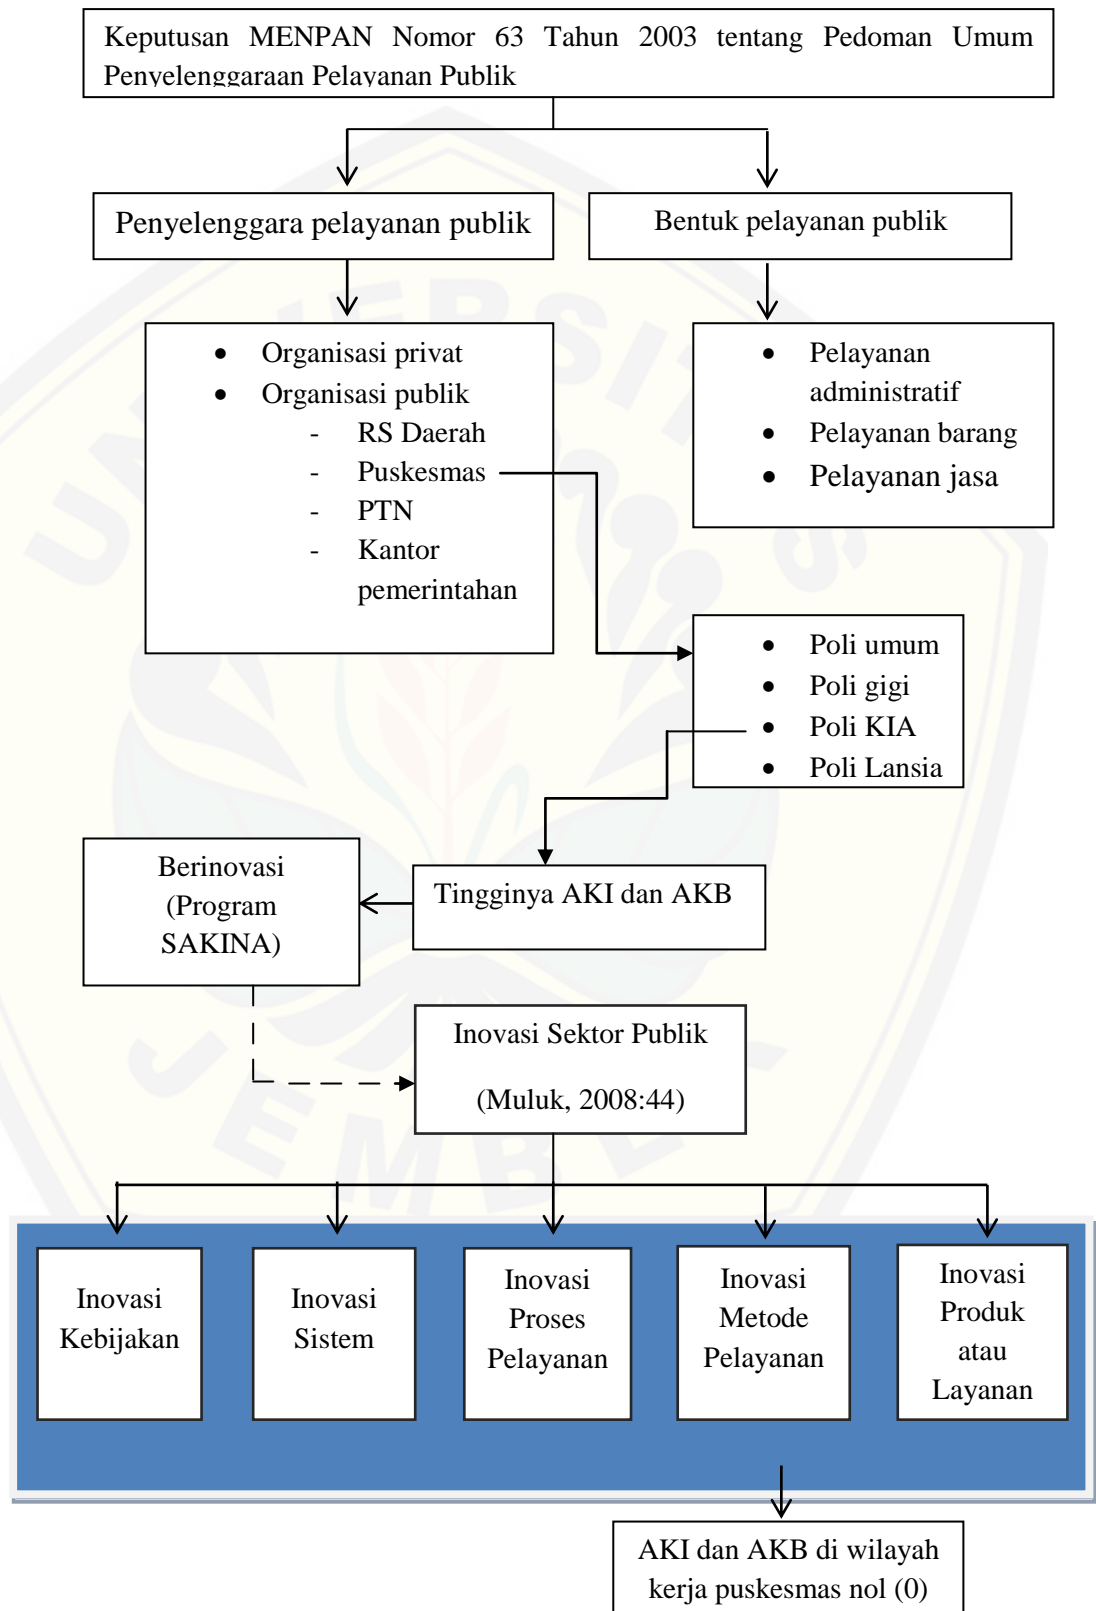 Keputusan MENPAN Nomor 63 Tahun 2003 tentang Pedoman Umum
Penyelenggaraan Pelayanan Publik
Penyelenggara pelayanan publik
Bentuk pelayanan publik
• Organisasi privat
• Organisasi publik
- RS Daerah
- Puskesmas
- PTN
- Kantor
pemerintahan
• Pelayanan
administratif
• Pelayanan barang
• Pelayanan jasa
• Poli umum
• Poli gigi
• Poli KIA
• Poli Lansia
Tingginya AKI dan AKB
Berinovasi
(Program
SAKINA)
Inovasi Sektor Publik
(Muluk, 2008:44)
Inovasi
Kebijakan
Inovasi
Sistem
Inovasi
Proses
Pelayanan
Inovasi
Metode
Pelayanan
Inovasi
Produk
atau
Layanan
AKI dan AKB di wilayah
kerja puskesmas nol (0)
UNIVERSITAS
JEMBER